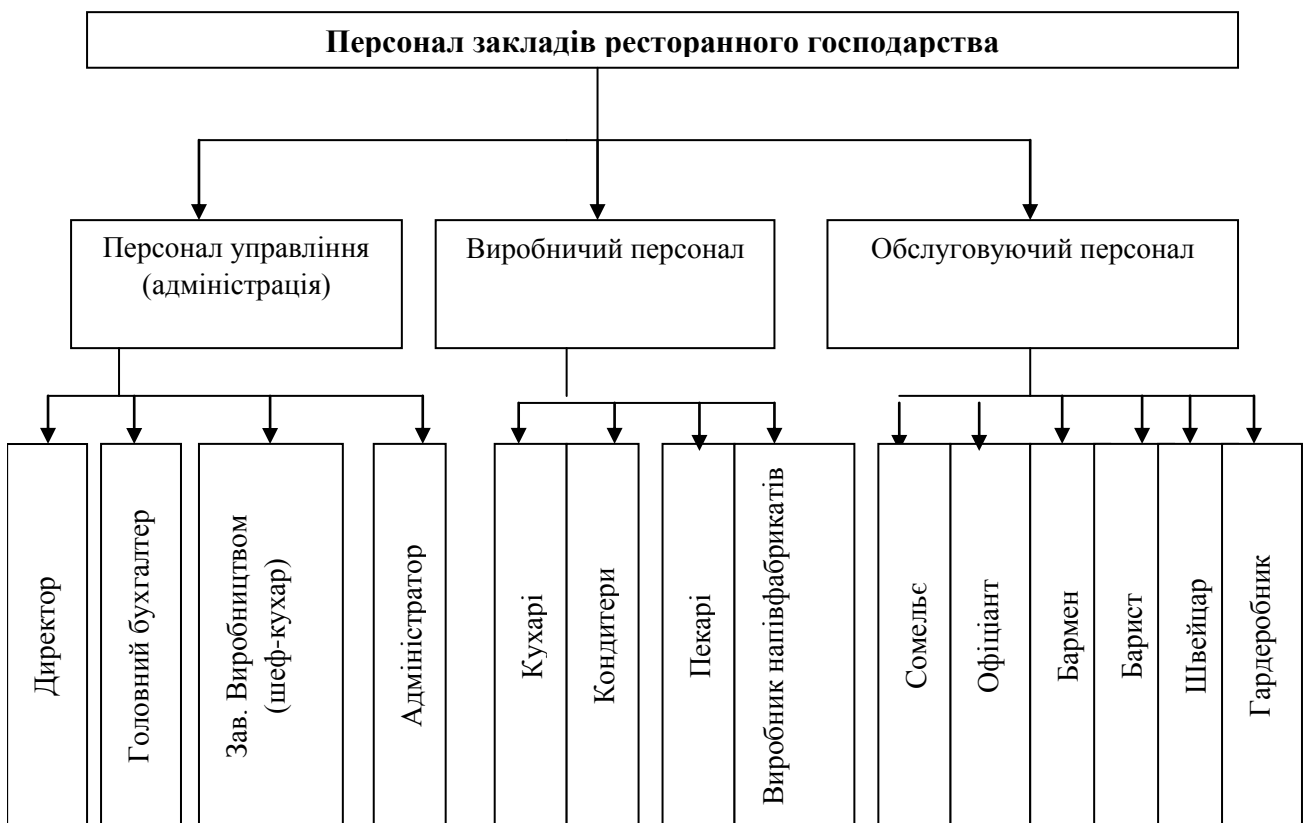 Персонал закладів ресторанного господарства
Персонал управління
(адміністрація)
Виробничий персонал
Обслуговуючий персонал
Директор
Головний бухгалтер
Зав. Виробництвом
(шеф-кухар)
Адміністратор
Кухарі
Кондитери
Пекарі
Виробник напівфабрикатів
Сомельє
Офіціант
Бармен
Барист
Швейцар
Гардеробник